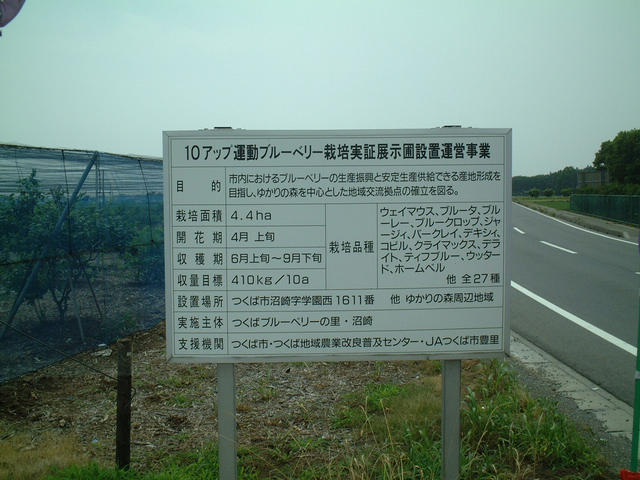 10アップ運動ブルーベリー栽培実証展示圃設置運営事業
目的 市内におけるブルーベリーの生産振興と安定生産供給できる産地形成を
目指し、ゆかりの森を中心とした地域交流拠点の確立を図る。
栽培面積 4.4ha
開花期 4月 上旬
収穫期 6月上旬～9月下旬
収量目標 410kg／10a
栽培品種
ウェイマウス、ブルータ、ブル
ーレー、ブルークロップ、ジャ
ージィ、バークレイ、デキシィ、
コビル、クライマックス、デラ
イト、ティフブルー、ウッター
ド、ホームベル
他 全27種
設置場所 つくば市沼崎字学園西1611番 他 ゆかりの森周辺地域
実施主体 つくばブルーベリーの里・沼崎
支援機関 つくば市・つくば地域農業改良普及センター・JAつくば市豊里